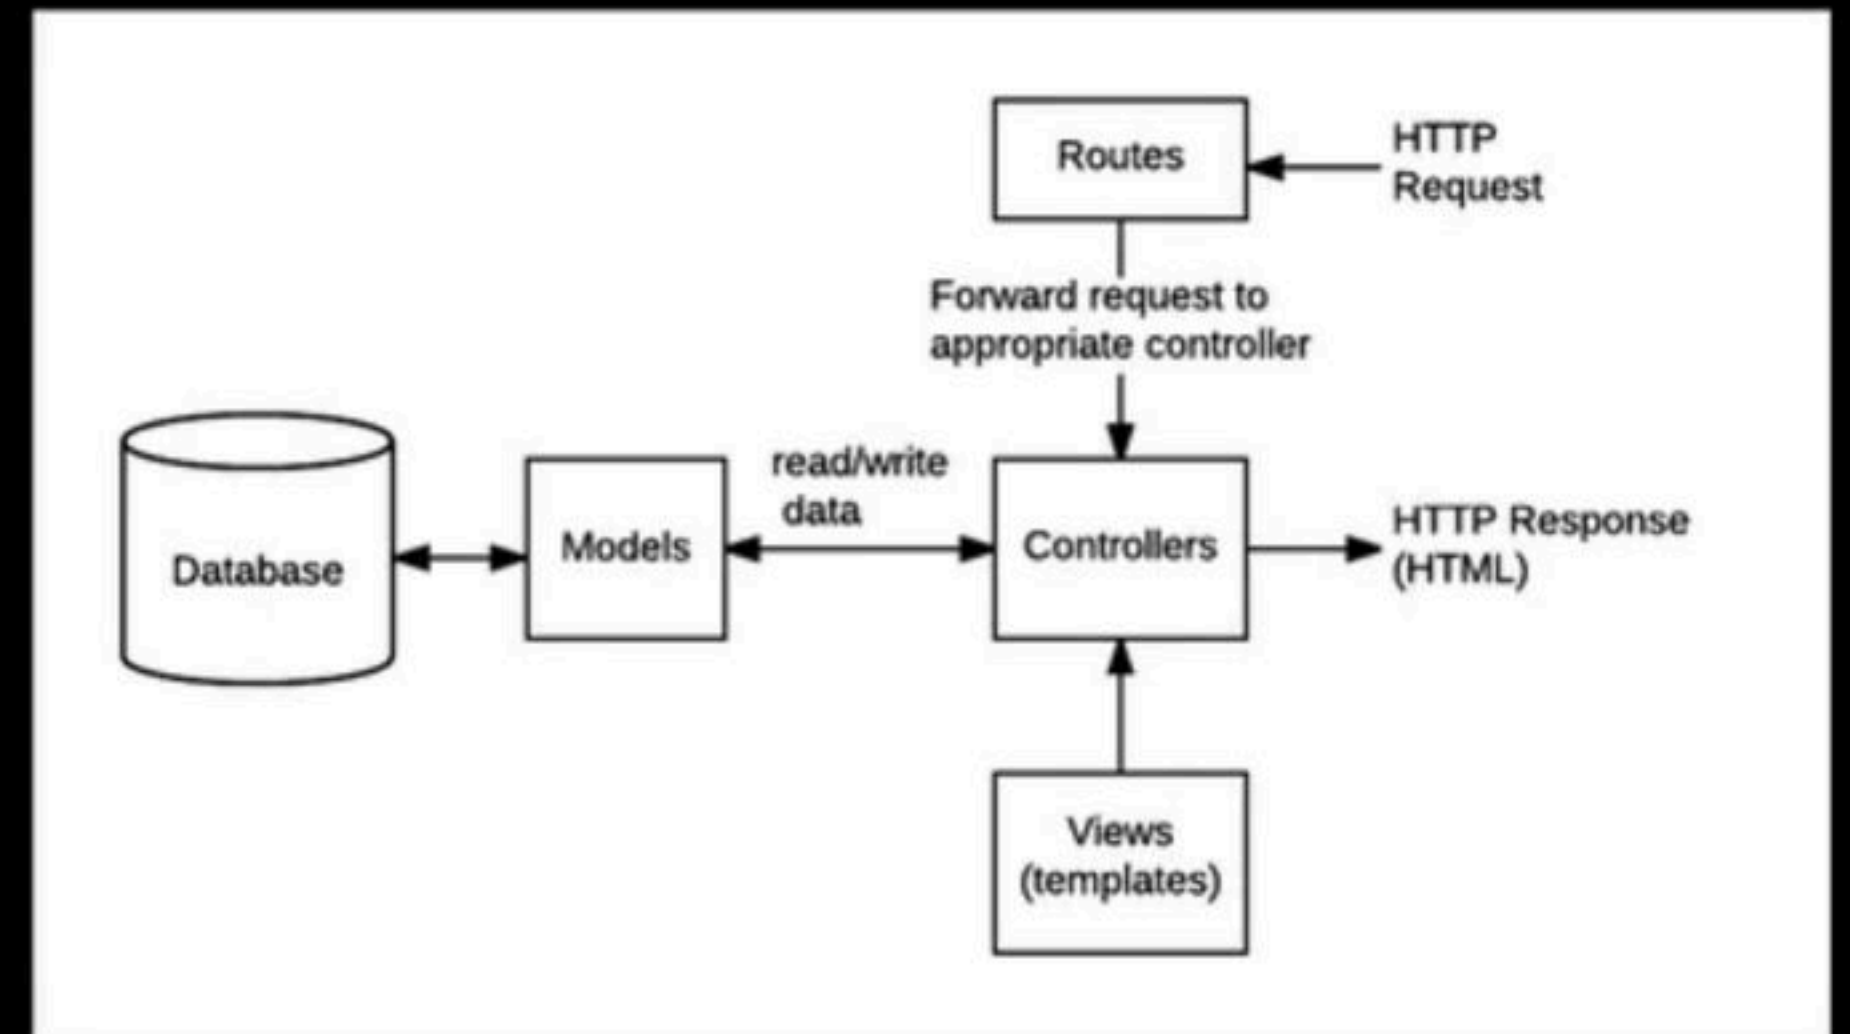 Routes
HTTP
Request
Forward request to
appropriate controller
Database
Models
read/write
data
Controllers
HTTP Response
(HTML)
Views
(templates)